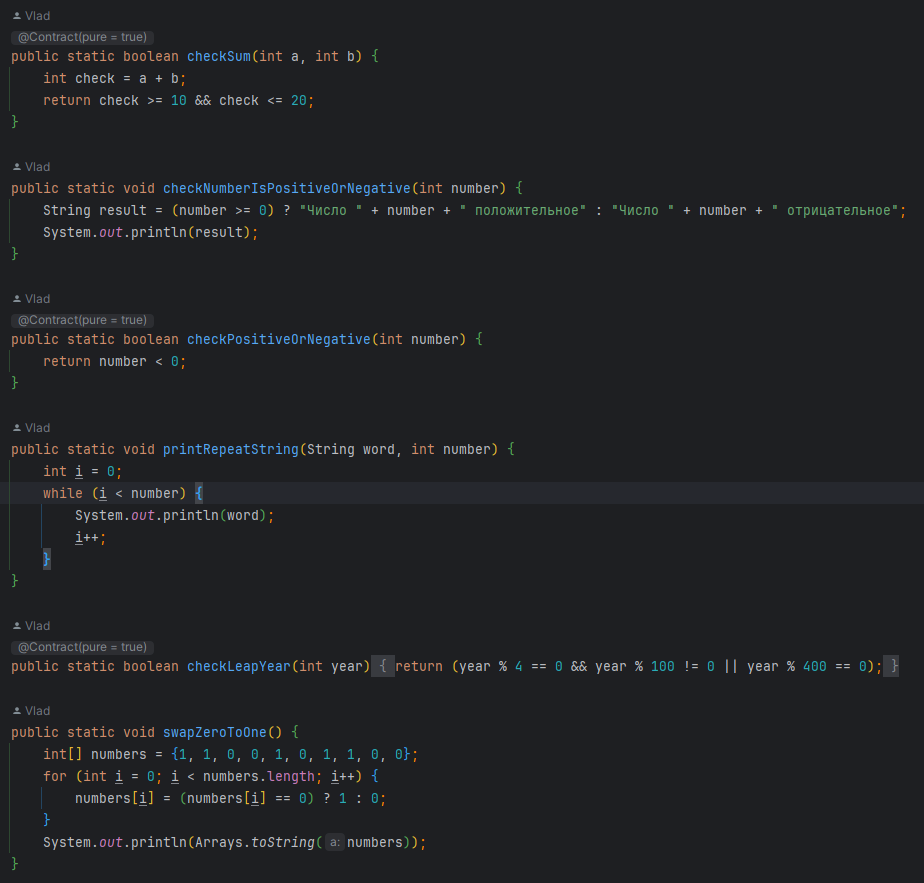 Vlad
@Contract(pure = true)
public static boolean checkSum(int a, int b) {
    int check = a + b;
    return check >= 10 && check <= 20;
}
Vlad
public static void checkNumberIsPositiveOrNegative(int number) {
    String result = (number >= 0) ? "Число " + number + " положительное" : "Число " + number + " отрицательное";
    System.out.println(result);
}
Vlad
@Contract(pure = true)
public static boolean checkPositiveOrNegative(int number) {
    return number < 0;
}
Vlad
public static void printRepeatString(String word, int number) {
    int i = 0;
    while (i < number) {
        System.out.println(word);
        i++;
    }
}
Vlad
@Contract(pure = true)
public static boolean checkLeapYear(int year) { return (year % 4 == 0 && year % 100 != 0 || year % 400 == 0); }
Vlad
public static void swapZeroToOne() {
    int[] numbers = {1, 1, 0, 0, 1, 0, 1, 1, 0, 0};
    for (int i = 0; i < numbers.length; i++) {
        numbers[i] = (numbers[i] == 0) ? 1 : 0;
    }
    System.out.println(Arrays.toString( a: numbers));
}